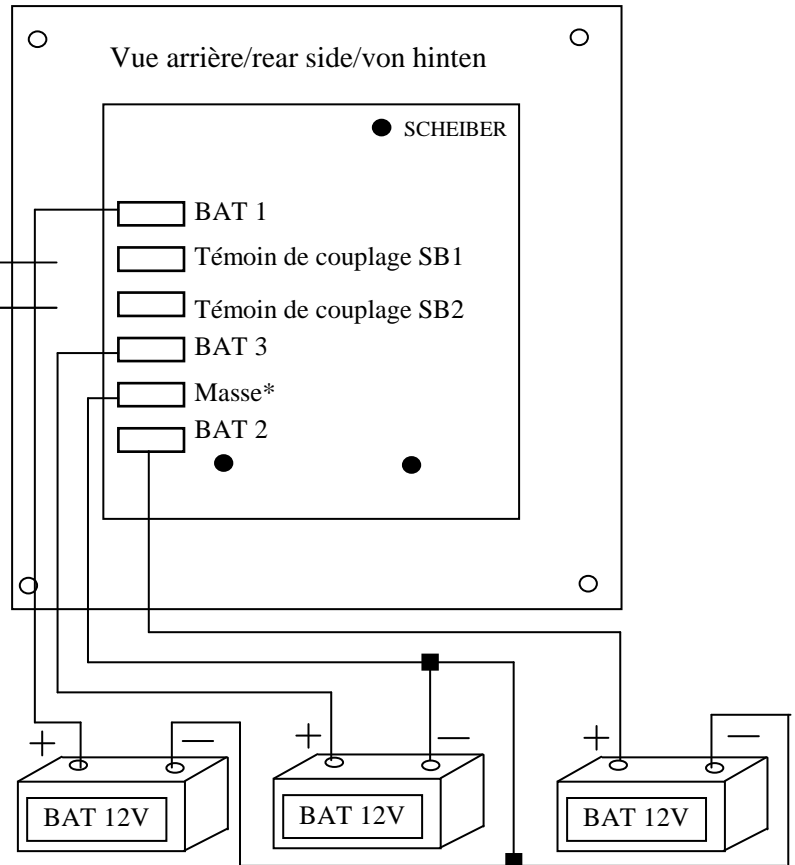 Vue arrière/rear side/von hinten
SCHEIBER
BAT 1
Témoin de couplage SB1
Témoin de couplage SB2
BAT 3
Masse*
BAT 2
+ — + — + —
BAT 12V BAT 12V BAT 12V